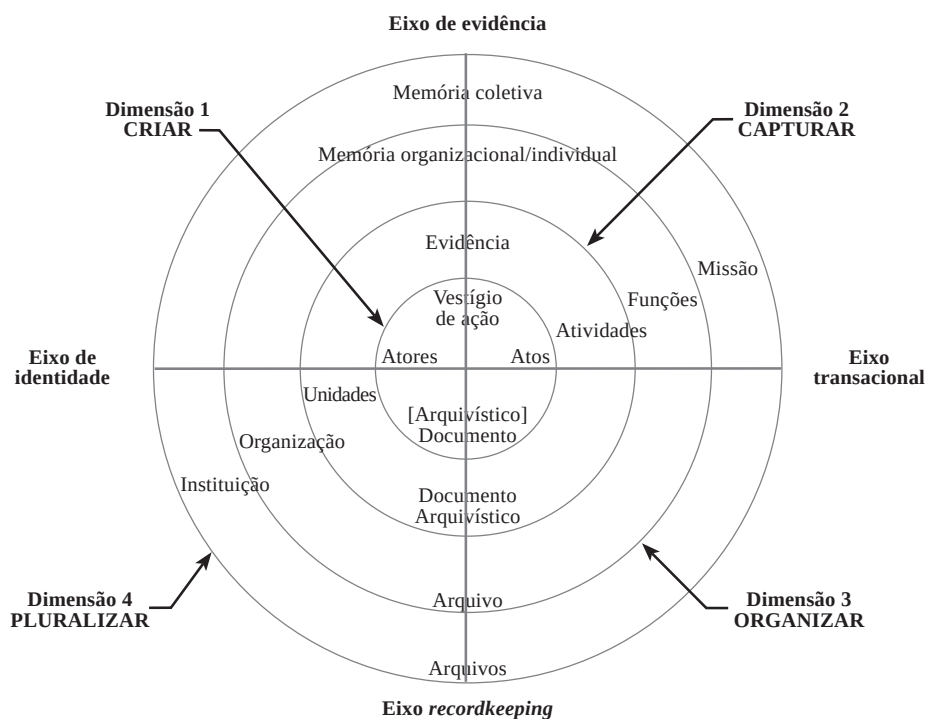 Eixo de evidência
Memória coletiva
Dimensão 1
CRIAR
Dimensão 2
CAPTURAR
Memória organizacional/individual
Evidência
Missão
Funções
Vestígio
de ação
Atividades
Atores
Atos
Eixo de
identidade
Eixo
transacional
Unidades
[Arquivístico]
Documento
Organização
Instituição
Documento
Arquivístico
Dimensão 4
PLURALIZAR
Arquivo
Dimensão 3
ORGANIZAR
Arquivos
Eixo recordkeeping